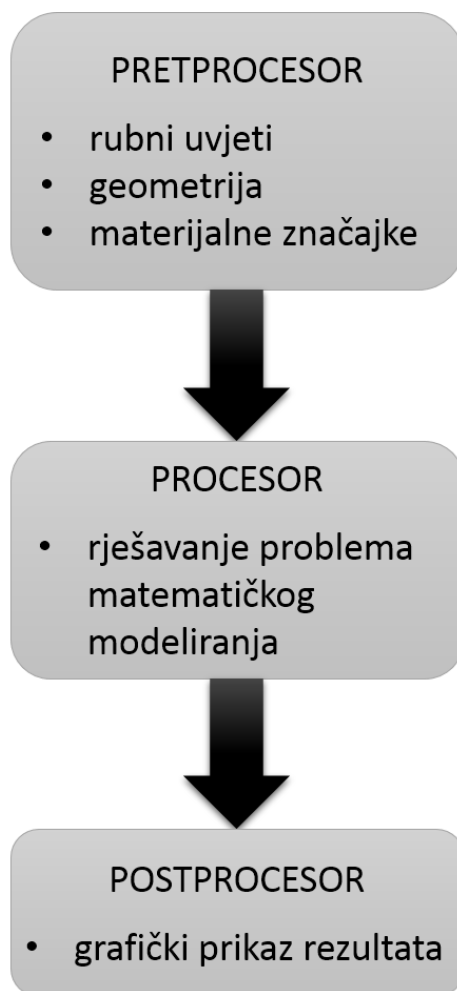 PRETPROCESOR
• rubni uvjeti
• geometrija
• materijalne značajke
PROCESOR
• rješavanje problema
matematičkog
modeliranja
POSTPROCESOR
• grafički prikaz rezultata